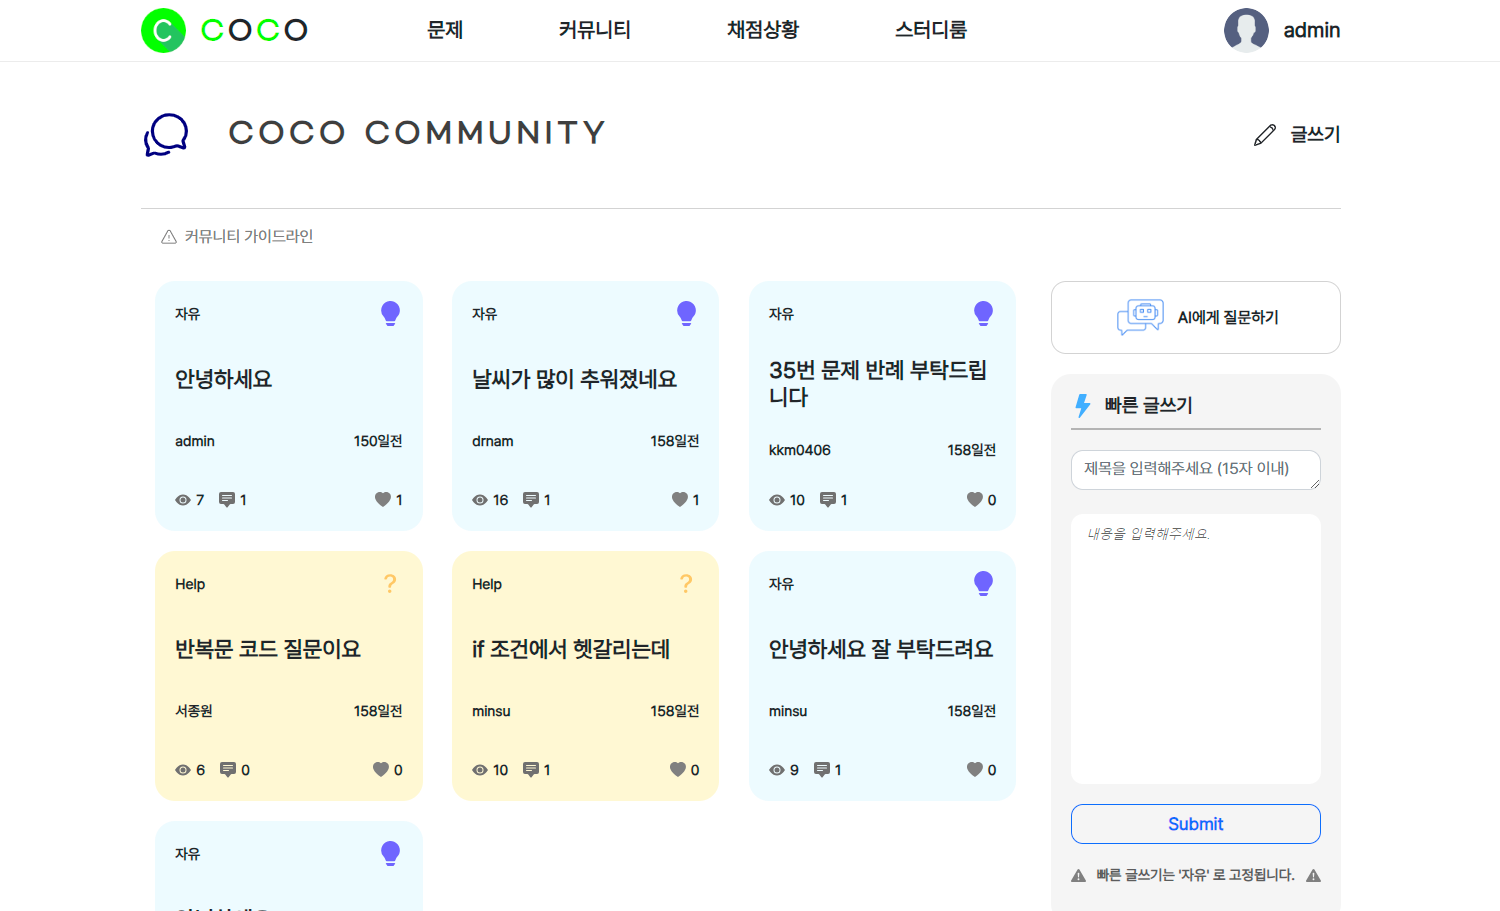 C COCO 문제 커뮤니티 채점상황 스터디룸 admin
COCO COMMUNITY 글쓰기
커뮤니티 가이드라인
자유
안녕하세요
admin 150일전
7 1 1
자유
날씨가 많이 추워졌네요
drnam 158일전
16 1 1
자유
35번 문제 반례 부탁드립
니다
kkm0406 158일전
10 1 0
Help ?
반복문 코드 질문이요
서종원 158일전
6 0 0
Help ?
if 조건에서 헷갈리는데
minsu 158일전
10 1 0
자유
안녕하세요 잘 부탁드려요
minsu 158일전
9 1 0
자유
AI에게 질문하기
빠른 글쓰기
제목을 입력해주세요 (15자 이내)
내용을 입력해주세요.
Submit
빠른 글쓰기는 '자유' 로 고정됩니다.